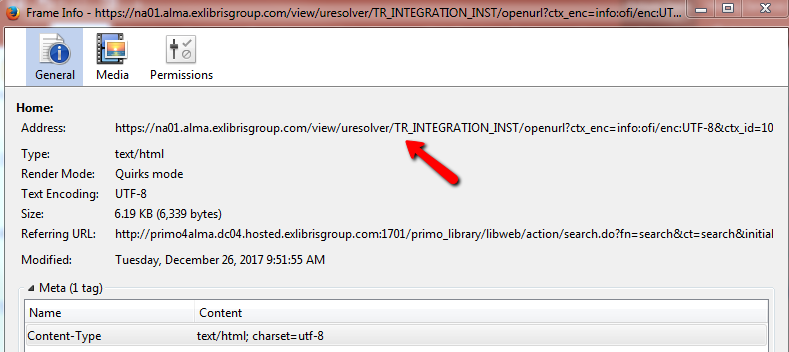 Frame Info - https://na01.alma.exlibrisgroup.com/view/uresolver/TR_INTEGRATION_INST/openurl?ctx_enc=info:ofi/enc:UT...
General Media Permissions
Home:
Address: https://na01.alma.exlibrisgroup.com/view/uresolver/TR_INTEGRATION_INST/openurl?ctx_enc=info:ofi/enc:UTF-8&ctx_id=10
Type: text/html
Render Mode: Quirks mode
Text Encoding: UTF-8
Size: 6.19 KB (6,339 bytes)
Referring URL: http://primo4alma.dc04.hosted.exlibrisgroup.com:1701/primo_library/libweb/action/search.do?fn=search&ct=search&initial
Modified: Tuesday, December 26, 2017 9:51:55 AM
Meta (1 tag)
Name Content
Content-Type text/html; charset=utf-8